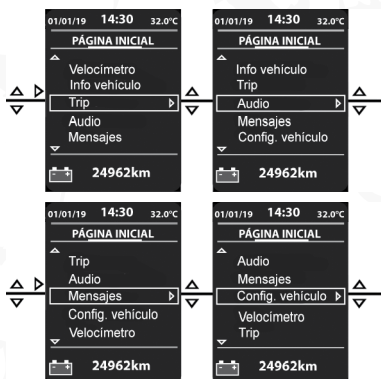 01/01/19 14:30 32.0°C
PÁGINA INICIAL
Velocímetro
Info vehículo
Trip
Audio
Mensajes
24962km
01/01/19 14:30 32.0°C
PÁGINA INICIAL
Info vehículo
Trip
Audio
Mensajes
Config. vehículo
24962km
01/01/19 14:30 32.0°C
PÁGINA INICIAL
Trip
Audio
Mensajes
Config. vehículo
Velocímetro
24962km
01/01/19 14:30 32.0°C
PÁGINA INICIAL
Audio
Mensajes
Config. vehículo
Velocímetro
Trip
24962km